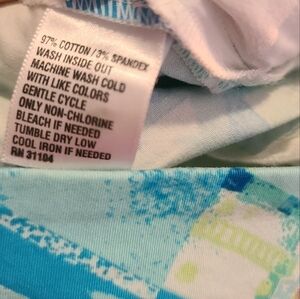 97% COTTON / 3% SPANDEX
WASH INSIDE OUT
MACHINE WASH COLD
WITH LIKE COLORS
GENTLE CYCLE
ONLY NON-CHLORINE
BLEACH IF NEEDED
TUMBLE DRY LOW
COOL IRON IF NEEDED
RN 31104